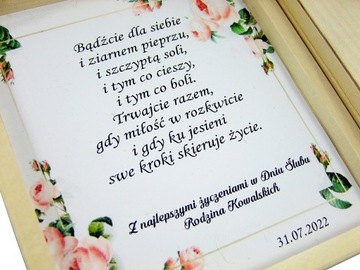 Bądźcie dla siebie
i ziarnem pieprzu,
i szczyptą soli,
i tym co cieszy,
i tym co boli.
Trwajcie razem,
gdy miłość w rozkwicie
i gdy ku jesieni
swe kroki skieruje życie.
Z najlepszymi życzeniami w Dniu Ślubu
Rodzina Kowalskich
31.07.2022